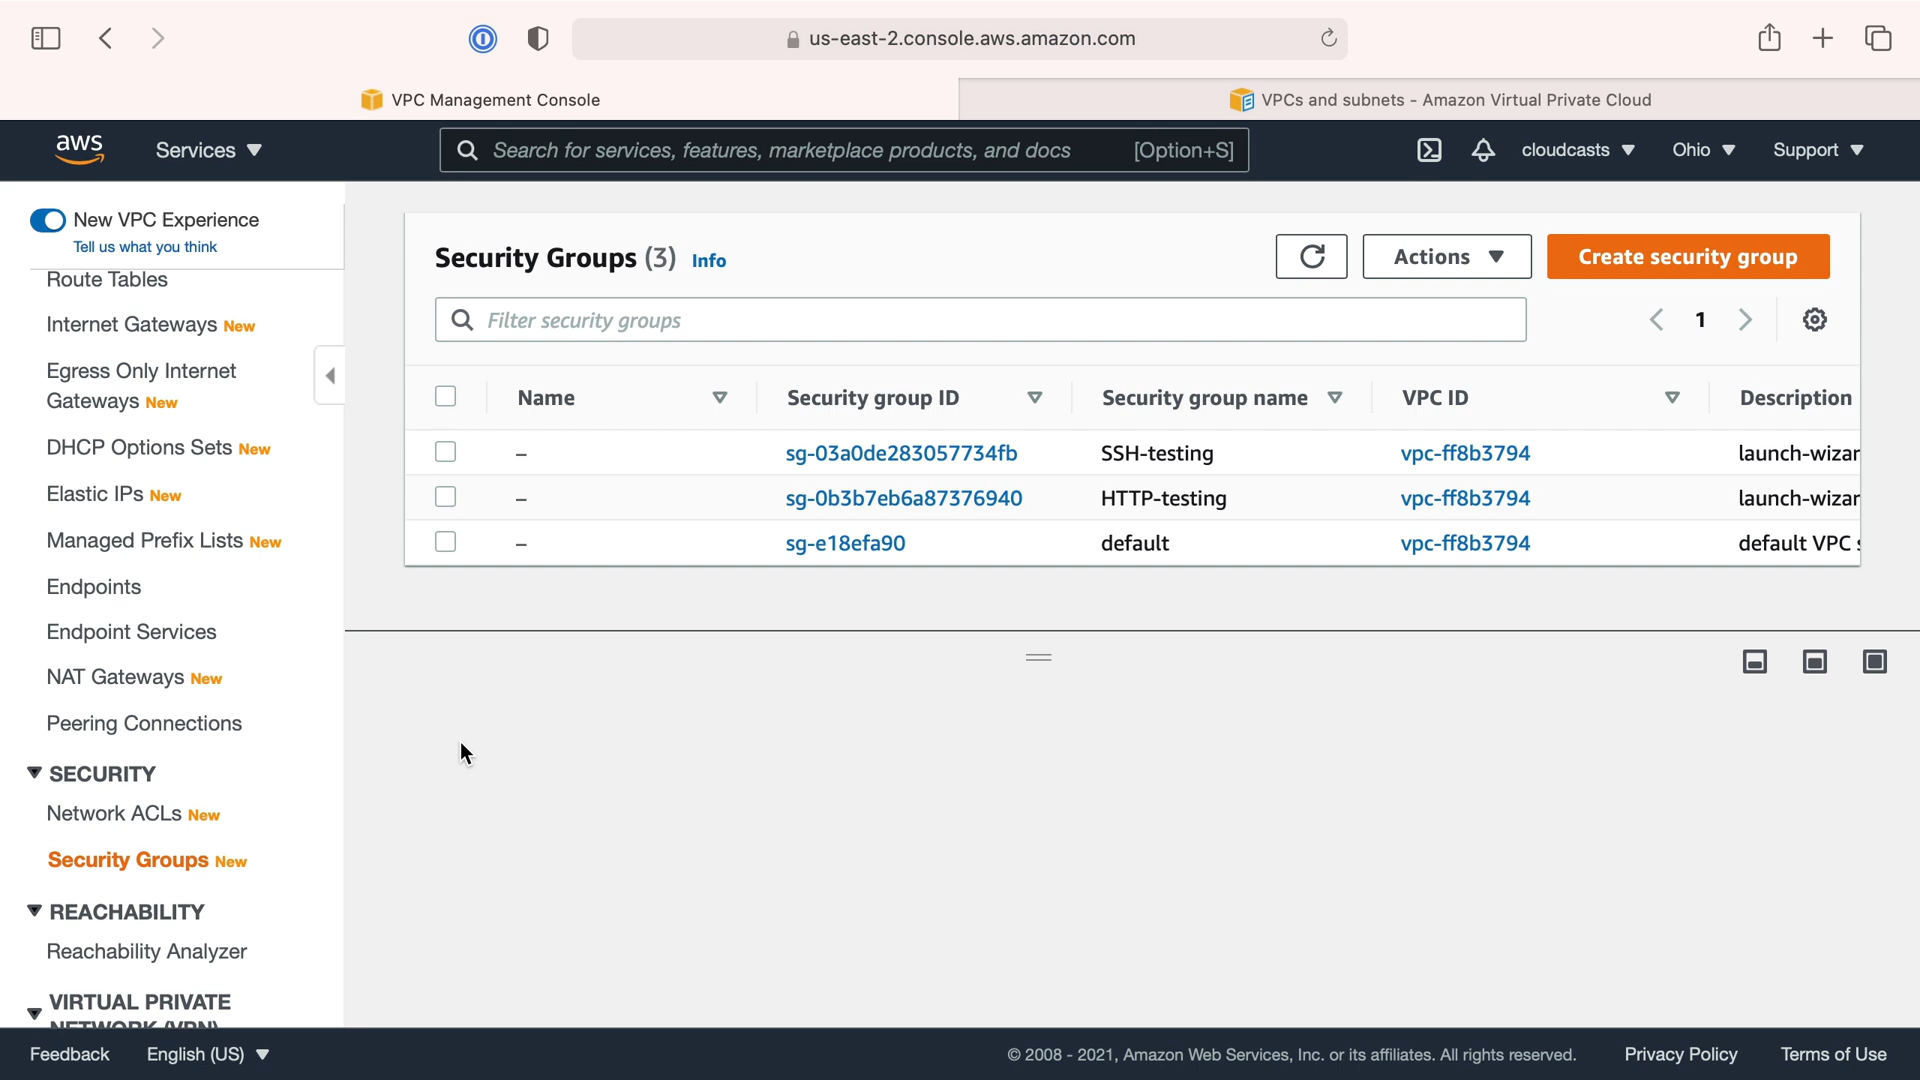 us-east-2.console.aws.amazon.com
VPC Management Console
VPCs and subnets - Amazon Virtual Private Cloud
aws
Services
Search for services, features, marketplace products, and docs [Option+S]
cloudcasts
Ohio
Support
New VPC Experience
Tell us what you think
Route Tables
Internet Gateways New
Egress Only Internet
Gateways New
DHCP Options Sets New
Elastic IPs New
Managed Prefix Lists New
Endpoints
Endpoint Services
NAT Gateways New
Peering Connections
SECURITY
Network ACLs New
Security Groups New
REACHABILITY
Reachability Analyzer
VIRTUAL PRIVATE
NETWORK (VPN)
Security Groups (3) Info
Actions
Create security group
Filter security groups
1
Name Security group ID Security group name VPC ID Description
– sg-03a0de283057734fb SSH-testing vpc-ff8b3794 launch-wizar
– sg-0b3b7eb6a87376940 HTTP-testing vpc-ff8b3794 launch-wizar
– sg-e18efa90 default vpc-ff8b3794 default VPC s
Feedback
English (US)
© 2008 - 2021, Amazon Web Services, Inc. or its affiliates. All rights reserved.
Privacy Policy
Terms of Use